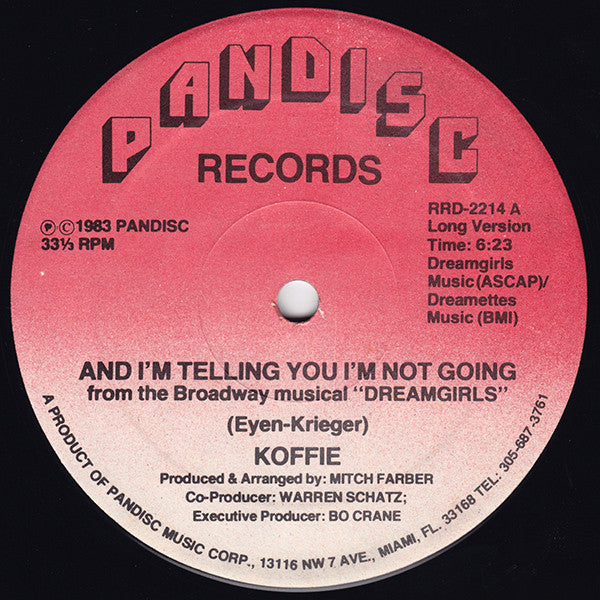 PANDISC
RECORDS
℗©1983 PANDISC
33⅓ RPM
RRD-2214 A
Long Version
Time: 6:23
Dreamgirls
Music (ASCAP)/
Dreamettes
Music (BMI)
AND I'M TELLING YOU I'M NOT GOING
from the Broadway musical "DREAMGIRLS"
(Eyen-Krieger)
KOFFIE
Produced & Arranged by: MITCH FARBER
Co-Producer: WARREN SCHATZ;
Executive Producer: BO CRANE
A PRODUCT OF PANDISC MUSIC CORP., 13116 NW 7 AVE., MIAMI, FL. 33168 TEL. 305-687-3761